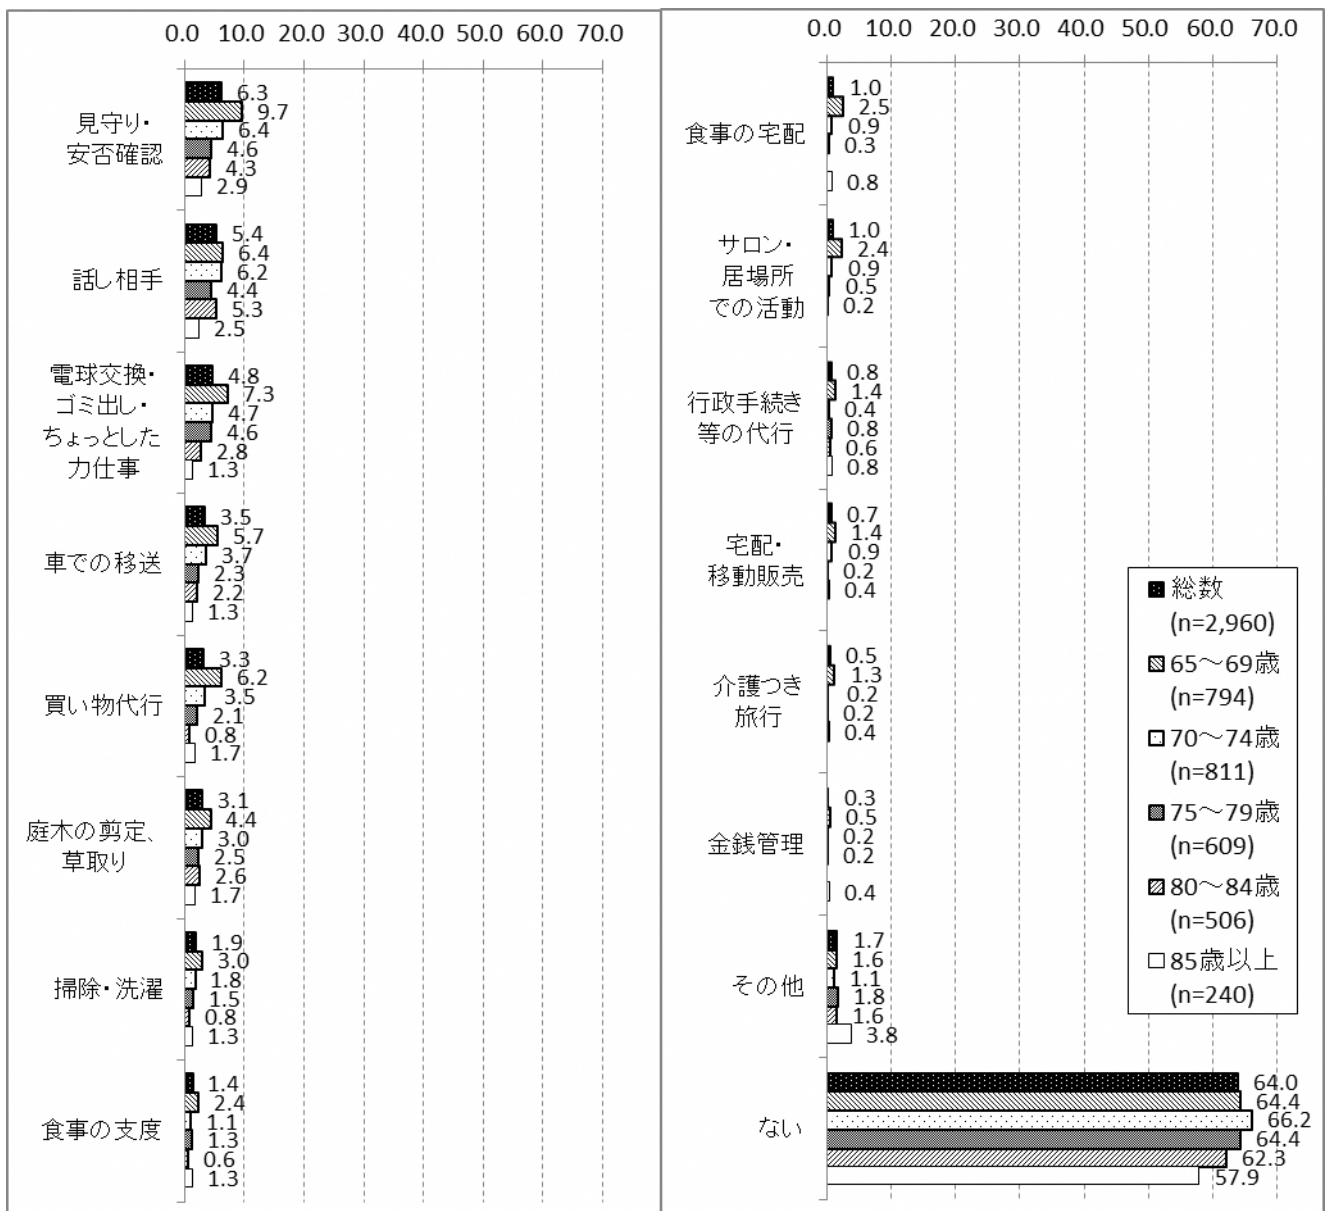 0.0 10.0 20.0 30.0 40.0 50.0 60.0 70.0
見守り・
安否確認
6.3
9.7
6.4
4.6
4.3
2.9
話し相手
5.4
6.4
6.2
4.4
5.3
2.5
電球交換・
ゴミ出し・
ちょっとした
力仕事
4.8
7.3
4.7
4.6
2.8
1.3
車での移送
3.5
5.7
3.7
2.3
2.2
1.3
買い物代行
3.3
6.2
3.5
2.1
0.8
1.7
庭木の剪定、
草取り
3.1
4.4
3.0
2.5
2.6
1.7
掃除・洗濯
1.9
3.0
1.8
1.5
0.8
1.3
食事の支度
1.4
2.4
1.1
1.3
0.6
1.3
0.0 10.0 20.0 30.0 40.0 50.0 60.0 70.0
食事の宅配
1.0
2.5
0.9
0.3
0.8
サロン・
居場所
での活動
1.0
2.4
0.9
0.5
0.2
行政手続き
等の代行
0.8
1.4
0.4
0.8
0.6
0.8
宅配・
移動販売
0.7
1.4
0.9
0.2
0.4
介護つき
旅行
0.5
1.3
0.2
0.2
0.4
金銭管理
0.3
0.5
0.2
0.2
0.4
その他
1.7
1.6
1.1
1.8
1.6
3.8
ない
64.0
64.4
66.2
64.4
62.3
57.9
総数
(n=2,960)
65～69歳
(n=794)
70～74歳
(n=811)
75～79歳
(n=609)
80～84歳
(n=506)
85歳以上
(n=240)